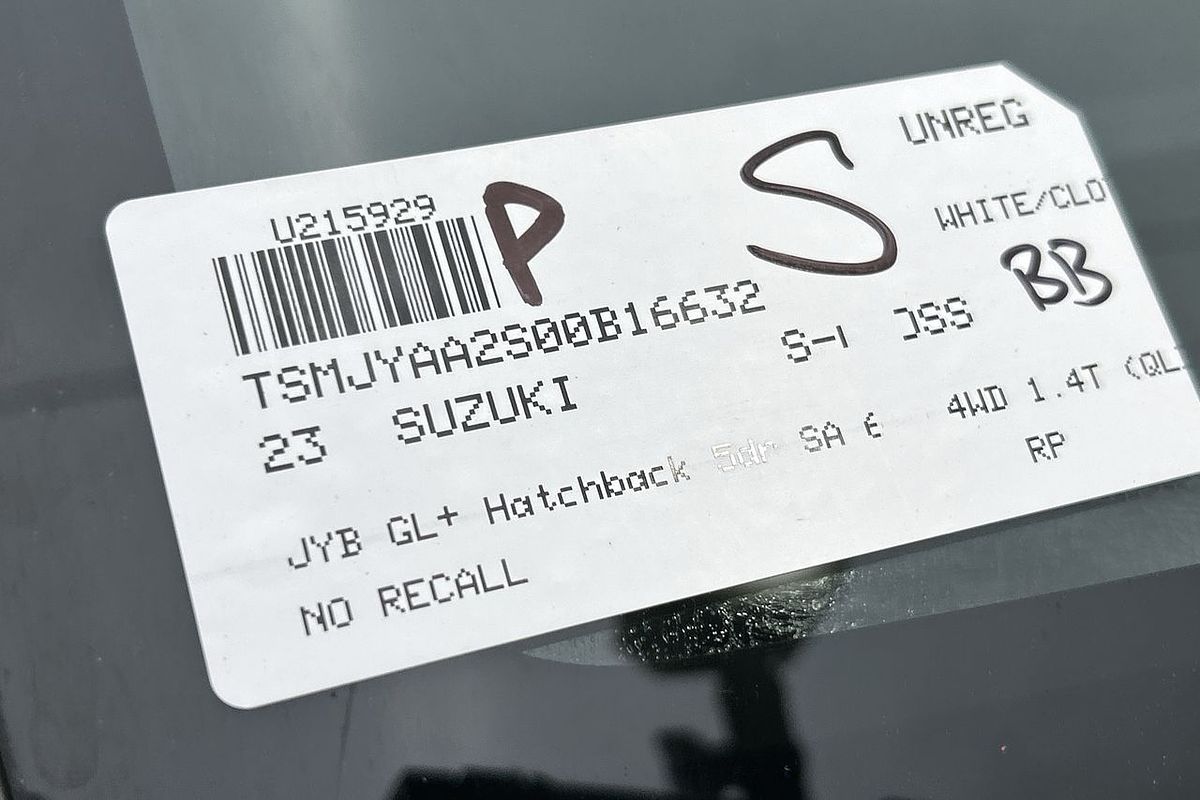 UNREG
U215929 P S
WHITE/CLO
BB
TSMJYAA2S00B16632
23 SUZUKI
JYB GL+ Hatchback 5dr SA 6 4WD 1.4T (QL
RP
NO RECALL